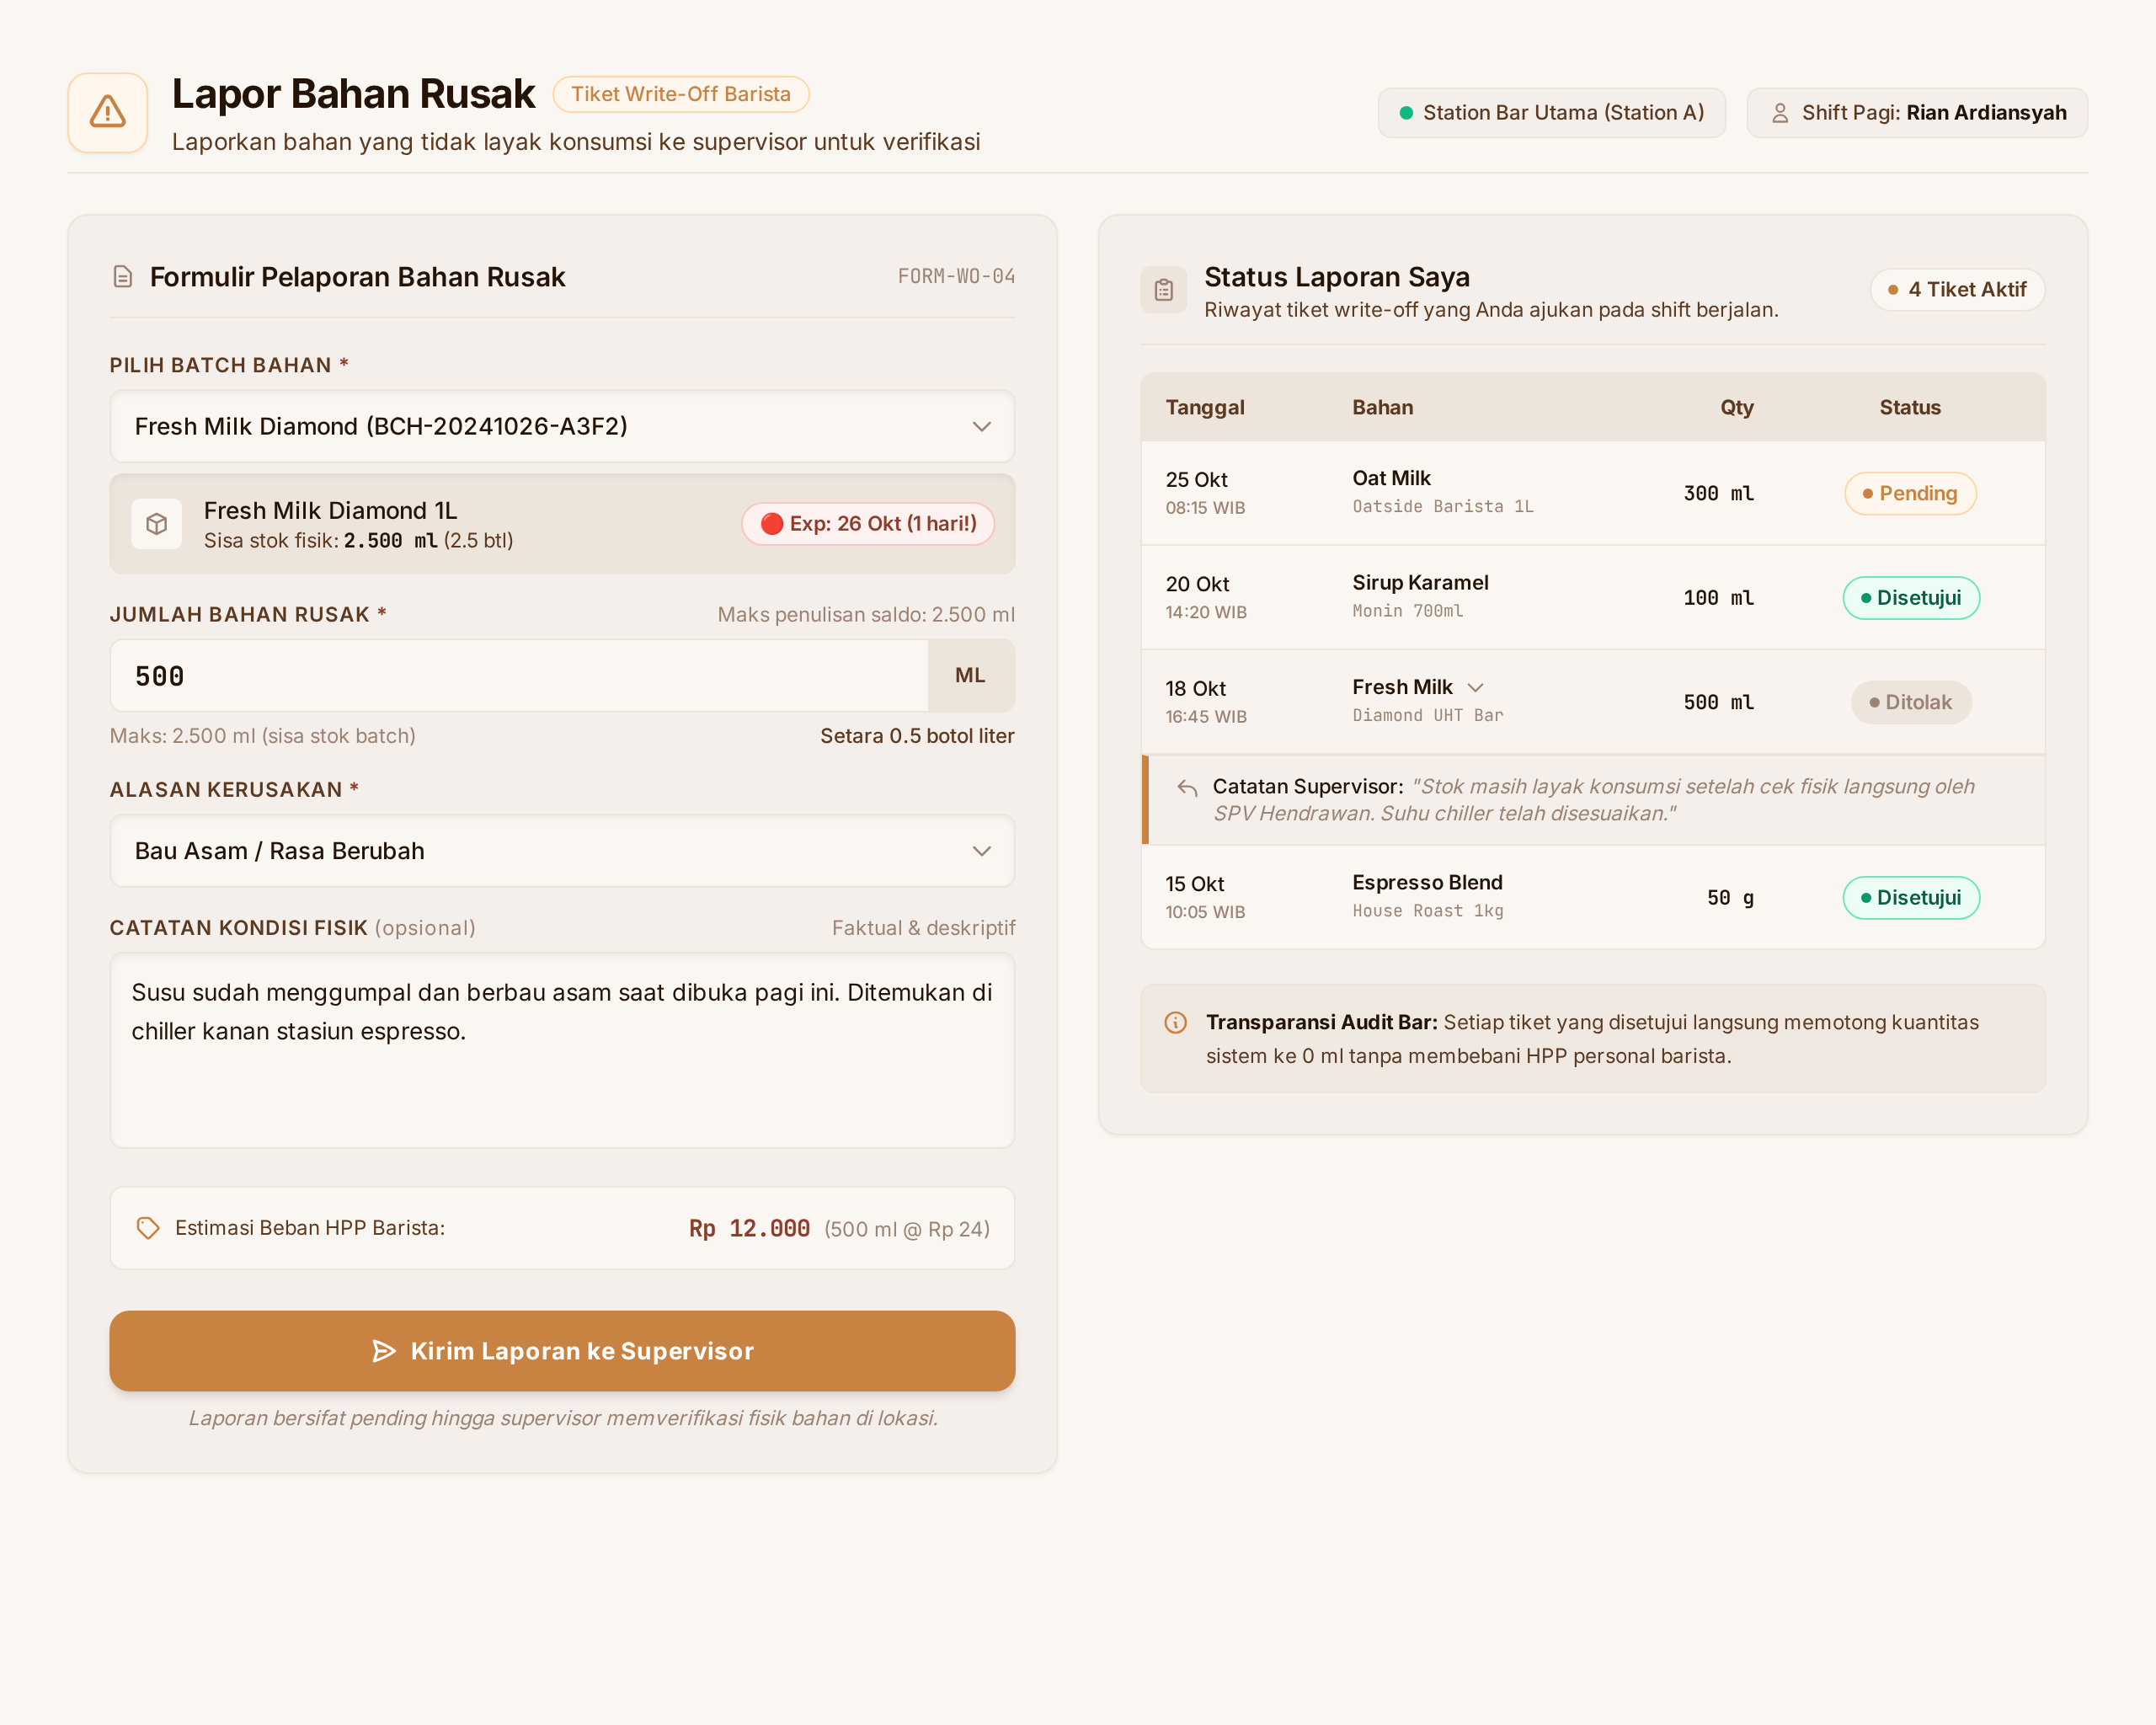 Lapor Bahan Rusak
Tiket Write-Off Barista
Laporkan bahan yang tidak layak konsumsi ke supervisor untuk verifikasi
Station Bar Utama (Station A)
Shift Pagi: Rian Ardiansyah
Formulir Pelaporan Bahan Rusak
FORM-WO-04
PILIH BATCH BAHAN *
Fresh Milk Diamond (BCH-20241026-A3F2)
Fresh Milk Diamond 1L
Sisa stok fisik: 2.500 ml (2.5 btl)
Exp: 26 Okt (1 hari!)
JUMLAH BAHAN RUSAK *
Maks penulisan saldo: 2.500 ml
500
ML
Maks: 2.500 ml (sisa stok batch)
Setara 0.5 botol liter
ALASAN KERUSAKAN *
Bau Asam / Rasa Berubah
CATATAN KONDISI FISIK (opsional)
Faktual & deskriptif
Susu sudah menggumpal dan berbau asam saat dibuka pagi ini. Ditemukan di
chiller kanan stasiun espresso.
Estimasi Beban HPP Barista:
Rp 12.000 (500 ml @ Rp 24)
Kirim Laporan ke Supervisor
Laporan bersifat pending hingga supervisor memverifikasi fisik bahan di lokasi.
Status Laporan Saya
Riwayat tiket write-off yang Anda ajukan pada shift berjalan.
4 Tiket Aktif
Tanggal Bahan Qty Status
25 Okt
08:15 WIB
Oat Milk
Oatside Barista 1L
300 ml
Pending
20 Okt
14:20 WIB
Sirup Karamel
Monin 700ml
100 ml
Disetujui
18 Okt
16:45 WIB
Fresh Milk
Diamond UHT Bar
500 ml
Ditolak
Catatan Supervisor: "Stok masih layak konsumsi setelah cek fisik langsung oleh
SPV Hendrawan. Suhu chiller telah disesuaikan."
15 Okt
10:05 WIB
Espresso Blend
House Roast 1kg
50 g
Disetujui
Transparansi Audit Bar: Setiap tiket yang disetujui langsung memotong kuantitas
sistem ke 0 ml tanpa membebani HPP personal barista.